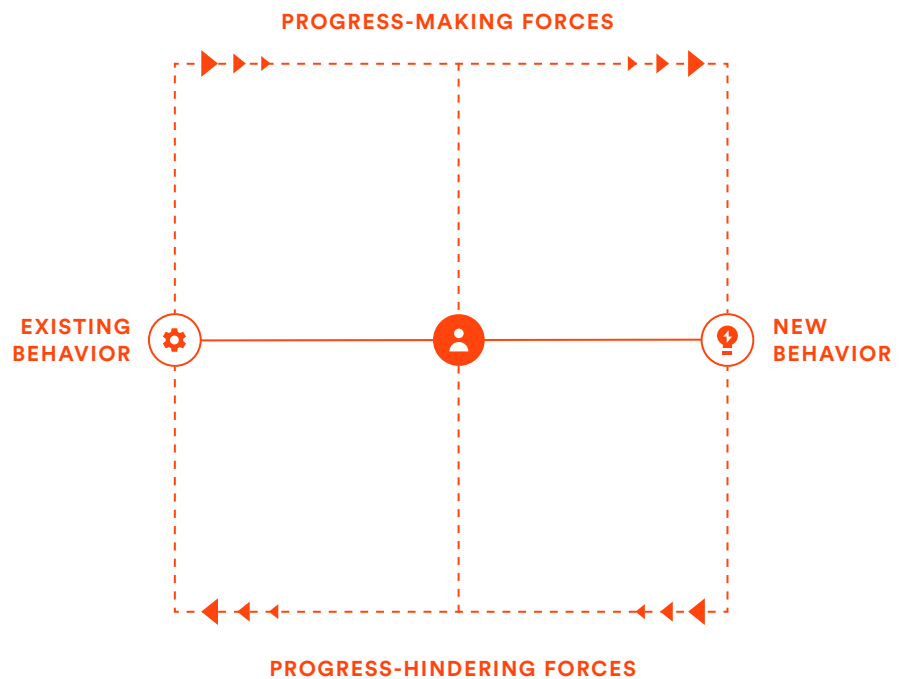 PROGRESS-MAKING FORCES
EXISTING
BEHAVIOR
NEW
BEHAVIOR
PROGRESS-HINDERING FORCES